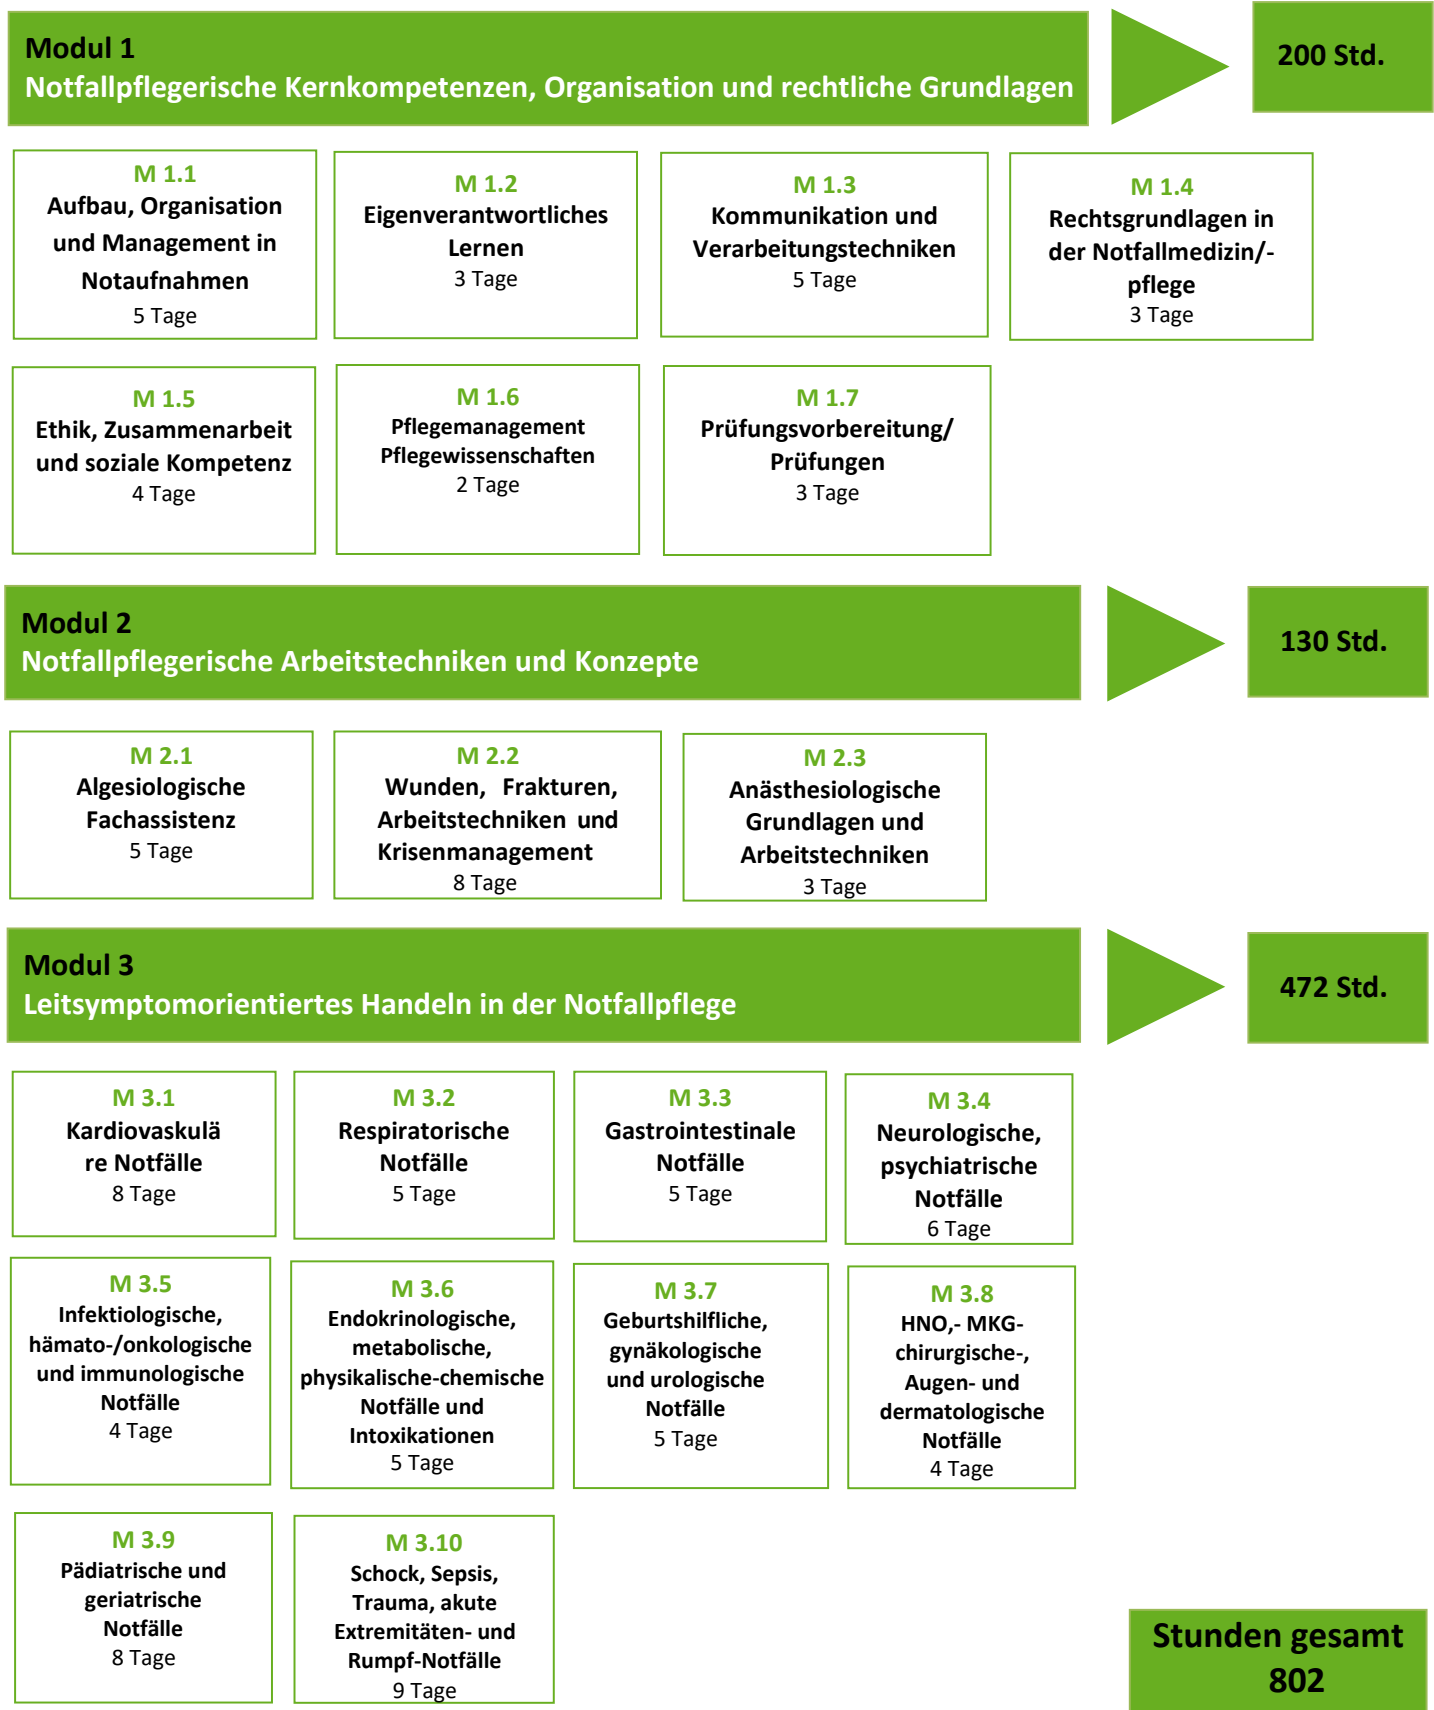 Modul 1
Notfallpflegerische Kernkompetenzen, Organisation und rechtliche Grundlagen
200 Std.
M 1.1
Aufbau, Organisation
und Management in
Notaufnahmen
5 Tage
M 1.2
Eigenverantwortliches
Lernen
3 Tage
M 1.3
Kommunikation und
Verarbeitungstechniken
5 Tage
M 1.4
Rechtsgrundlagen in
der Notfallmedizin/-
pflege
3 Tage
M 1.5
Ethik, Zusammenarbeit
und soziale Kompetenz
4 Tage
M 1.6
Pflegemanagement
Pflegewissenschaften
2 Tage
M 1.7
Prüfungsvorbereitung/
Prüfungen
3 Tage
Modul 2
Notfallpflegerische Arbeitstechniken und Konzepte
130 Std.
M 2.1
Algesiologische
Fachassistenz
5 Tage
M 2.2
Wunden, Frakturen,
Arbeitstechniken und
Krisenmanagement
8 Tage
M 2.3
Anästhesiologische
Grundlagen und
Arbeitstechniken
3 Tage
Modul 3
Leitsymptomorientiertes Handeln in der Notfallpflege
472 Std.
M 3.1
Kardiovaskulä
re Notfälle
8 Tage
M 3.2
Respiratorische
Notfälle
5 Tage
M 3.3
Gastrointestinale
Notfälle
5 Tage
M 3.4
Neurologische,
psychiatrische
Notfälle
6 Tage
M 3.5
Infektiologische,
hämato-/onkologische
und immunologische
Notfälle
4 Tage
M 3.6
Endokrinologische,
metabolische,
physikalische-chemische
Notfälle und
Intoxikationen
5 Tage
M 3.7
Geburtshilfliche,
gynäkologische
und urologische
Notfälle
5 Tage
M 3.8
HNO,- MKG-
chirurgische-,
Augen- und
dermatologische
Notfälle
4 Tage
M 3.9
Pädiatrische und
geriatrische
Notfälle
8 Tage
M 3.10
Schock, Sepsis,
Trauma, akute
Extremitäten- und
Rumpf-Notfälle
9 Tage
Stunden gesamt
802